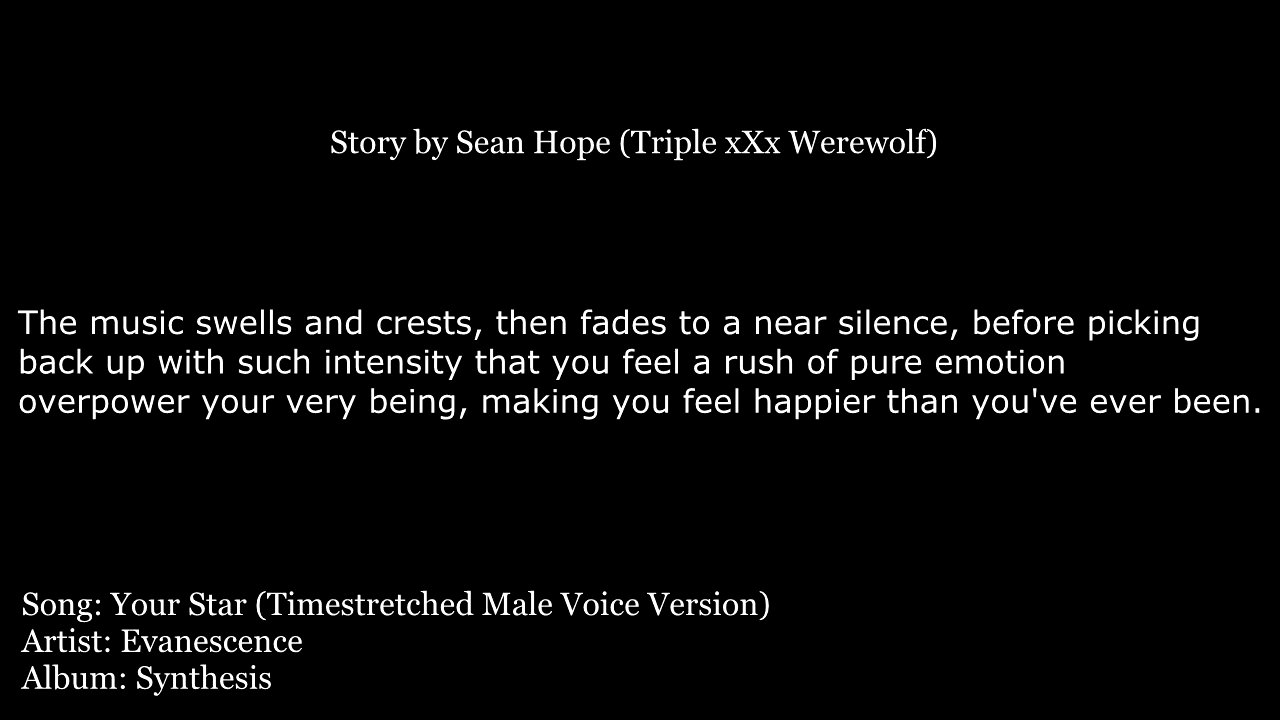 Story by Sean Hope (Triple xXx Werewolf)
The music swells and crests, then fades to a near silence, before picking
back up with such intensity that you feel a rush of pure emotion
overpower your very being, making you feel happier than you've ever been.
Song: Your Star (Timestretched Male Voice Version)
Artist: Evanescence
Album: Synthesis